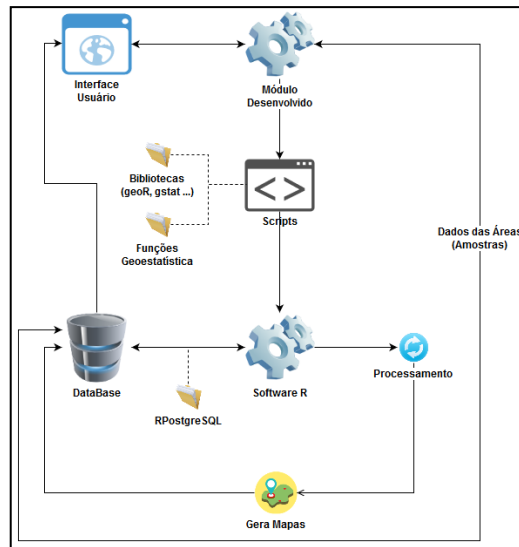 Interface
Usuário
Módulo
Desenvolvido
Bibliotecas
(geoR, gstat ...)
Scripts
Funções
Geoestatística
Dados das Áreas
(Amostras)
DataBase
Software R
Processamento
RPostgreSQL
Gera Mapas